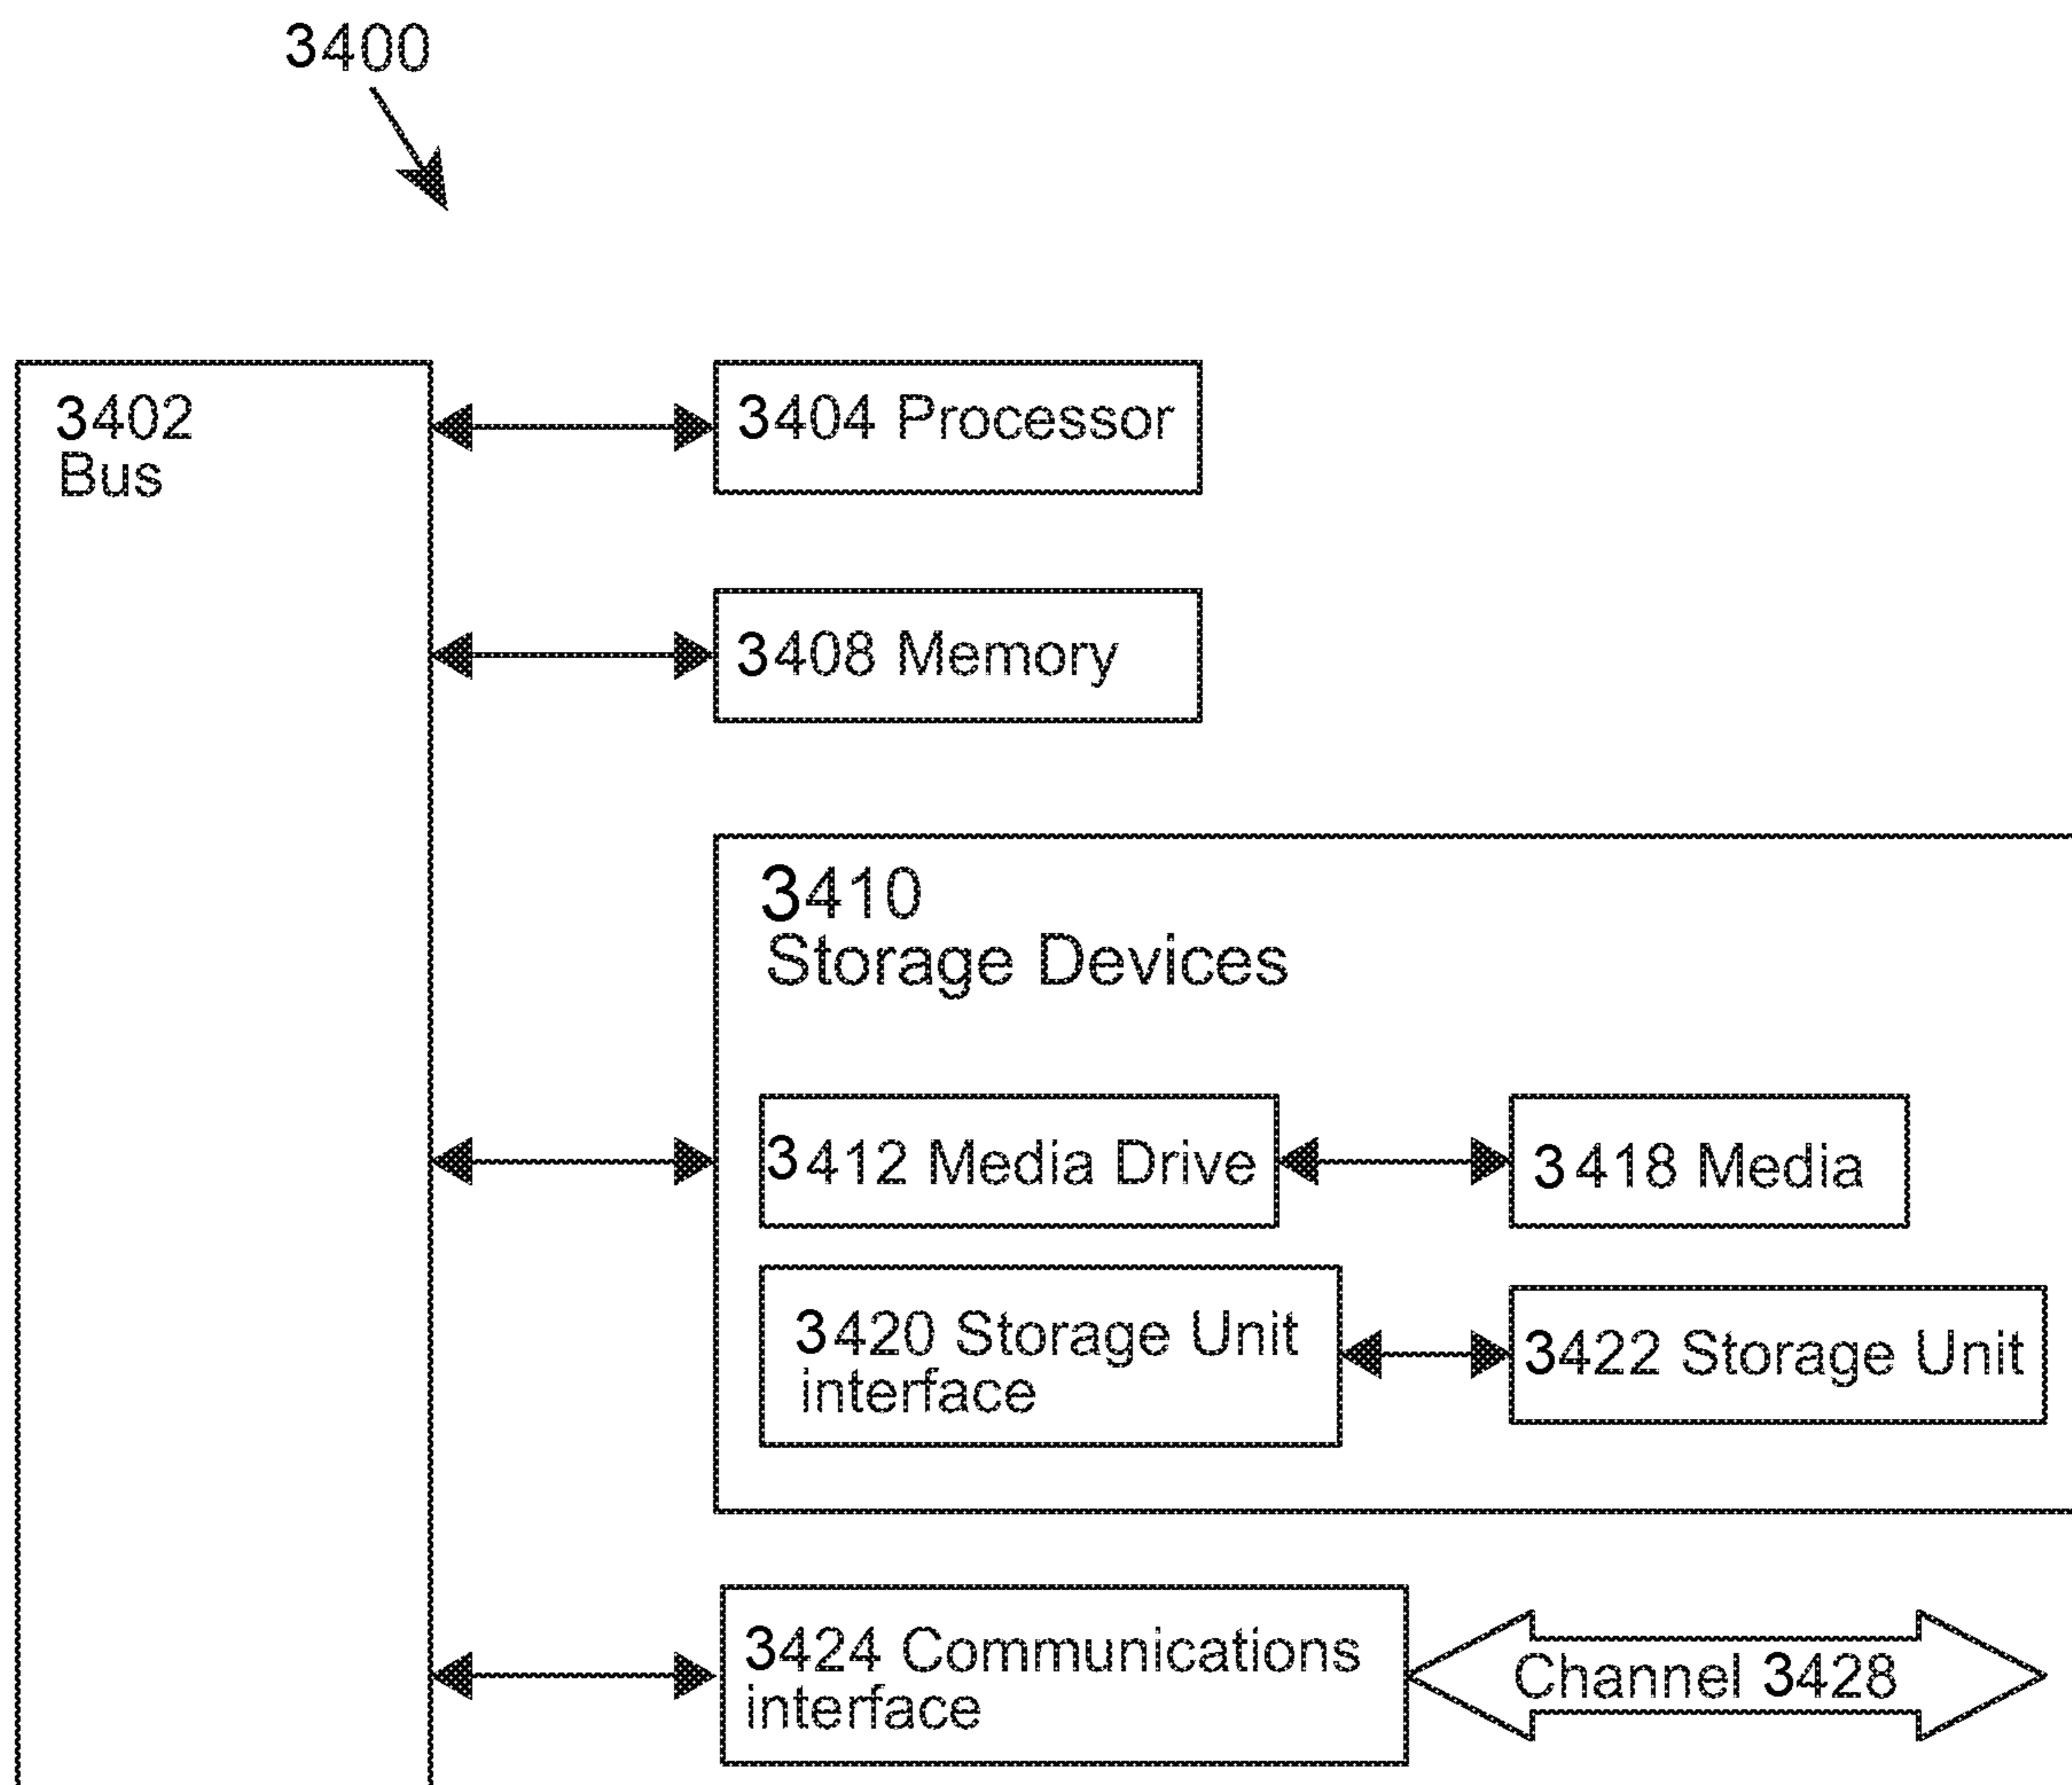 3400
3402
Bus
3404 Processor
3408 Memory
3410
Storage Devices
3412 Media Drive
3418 Media
3420 Storage Unit
interface
3422 Storage Unit
3424 Communications
interface
Channel 3428